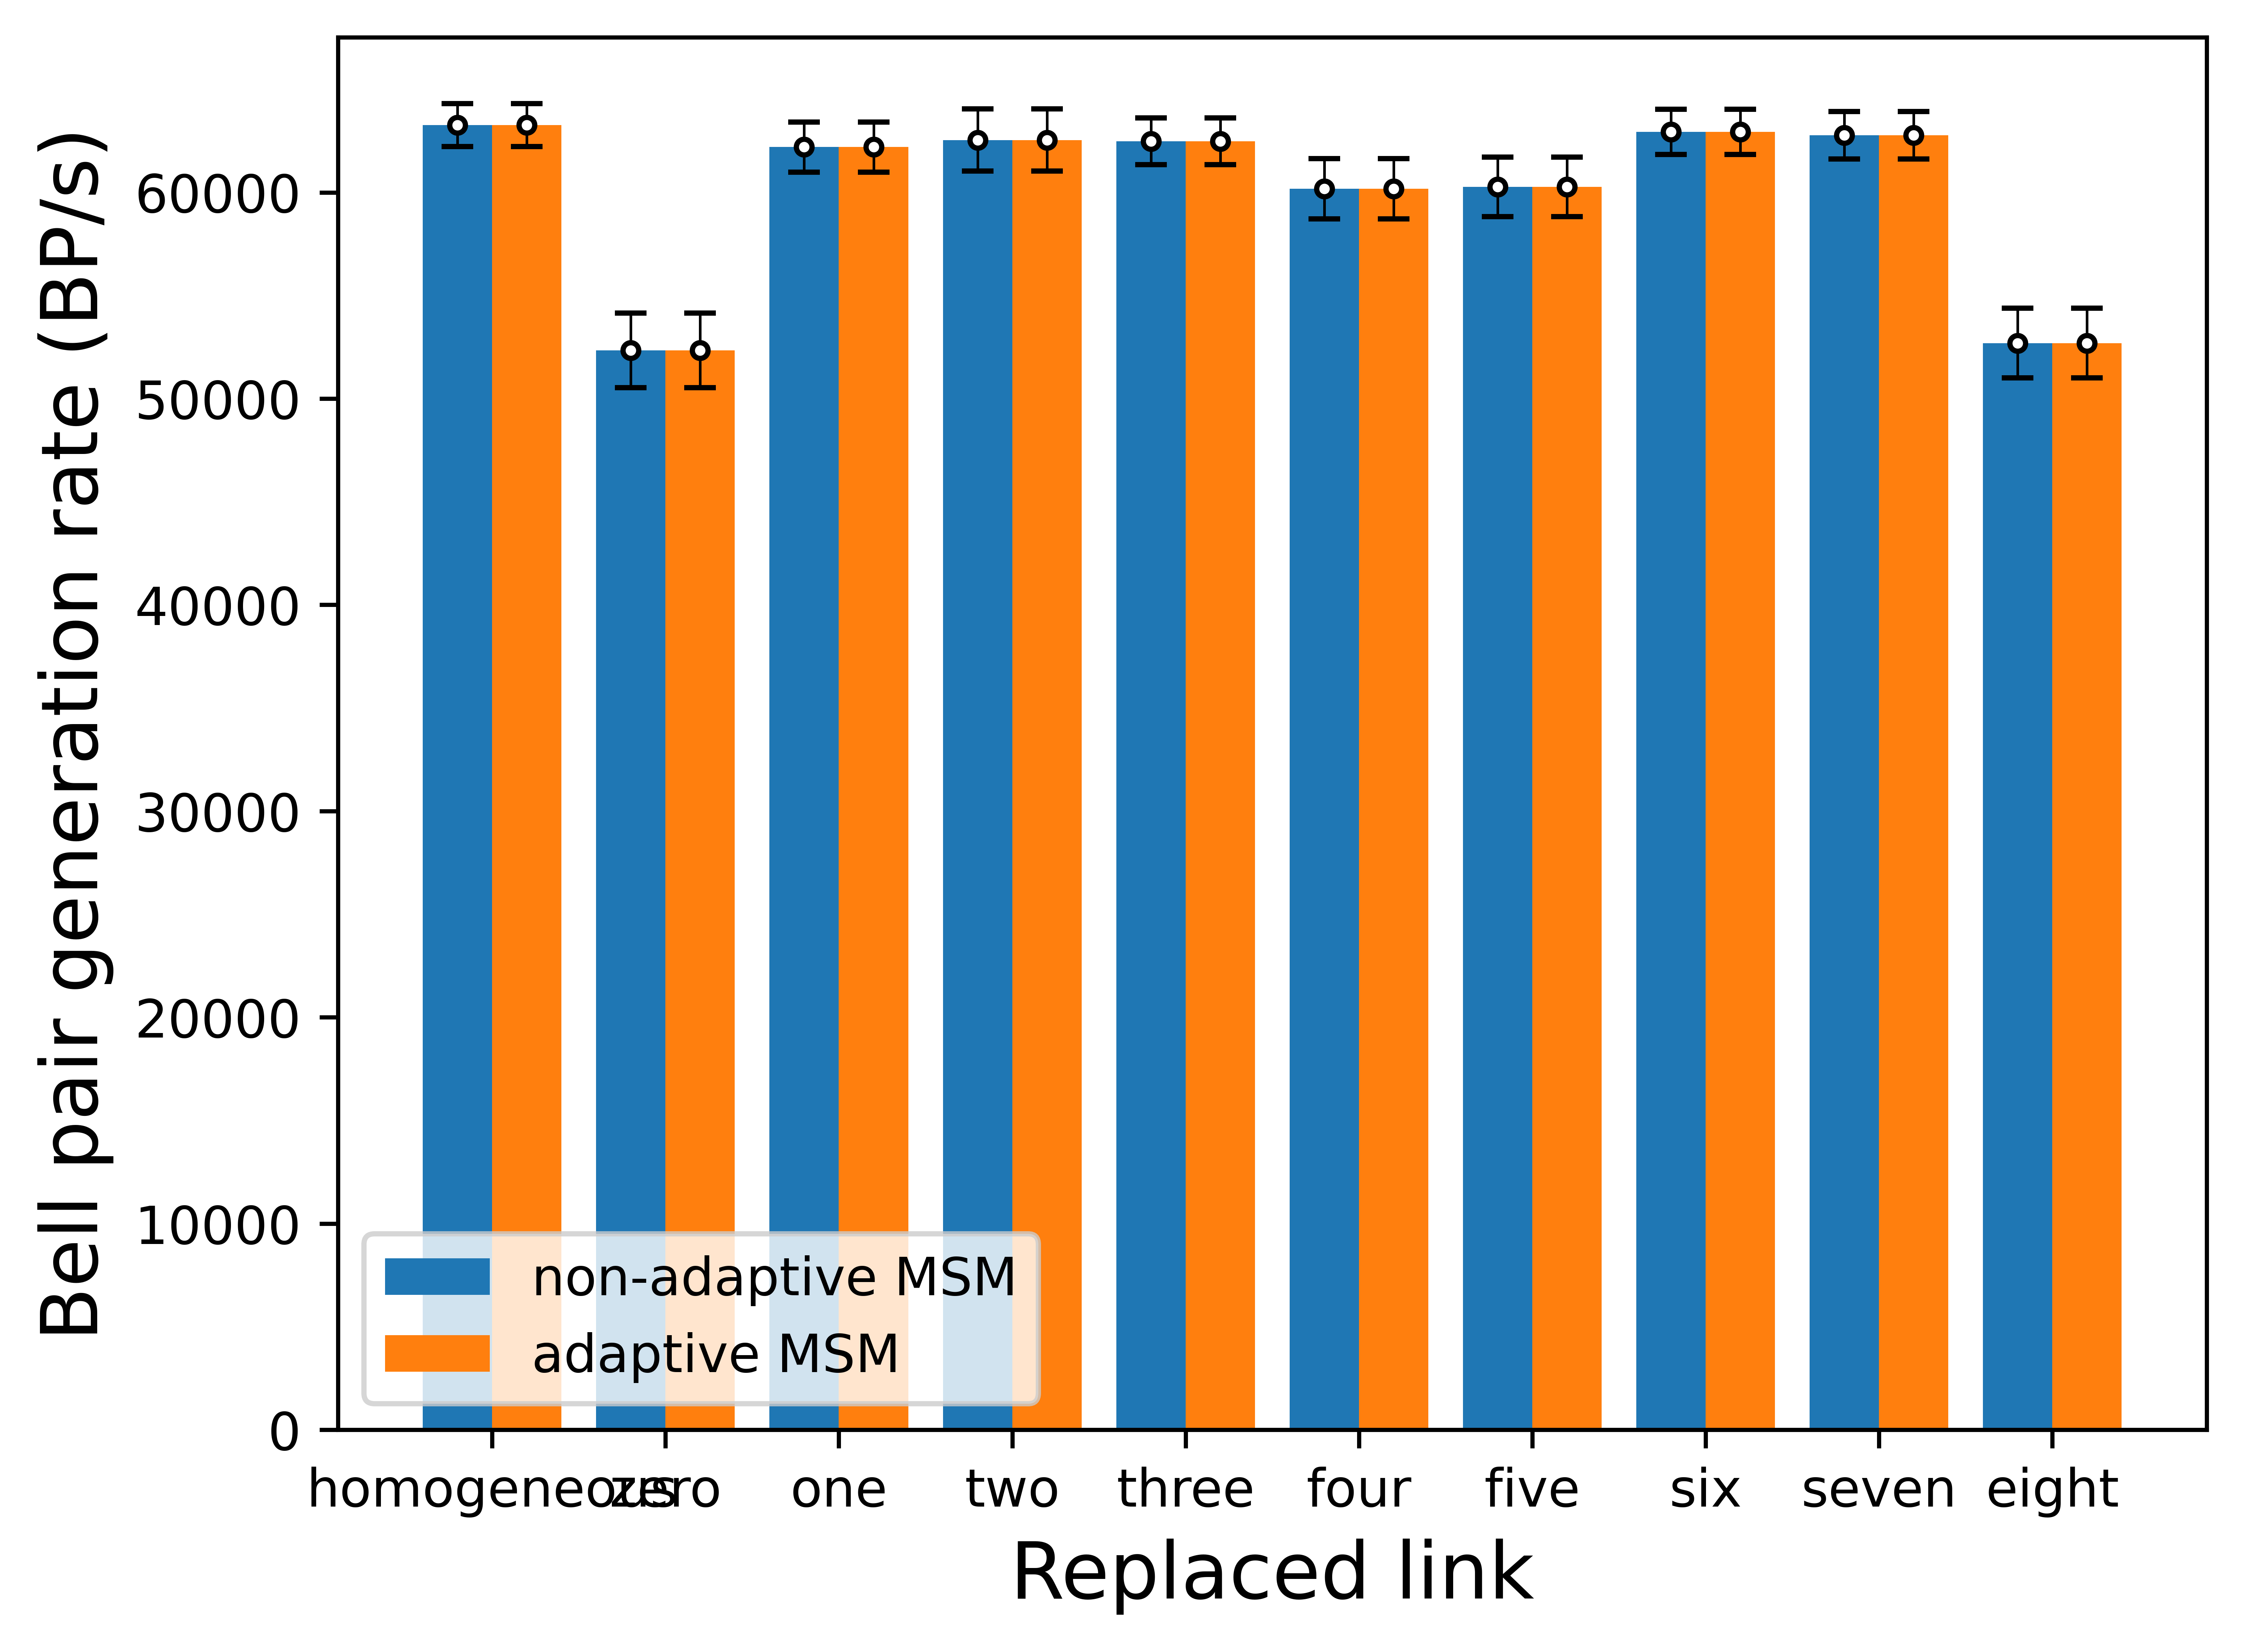 Bell pair generation rate (BP/s)
60000
50000
40000
30000
20000
10000
0
non-adaptive MSM
adaptive MSM
homogeneous zero one two three four five six seven eight
Replaced link